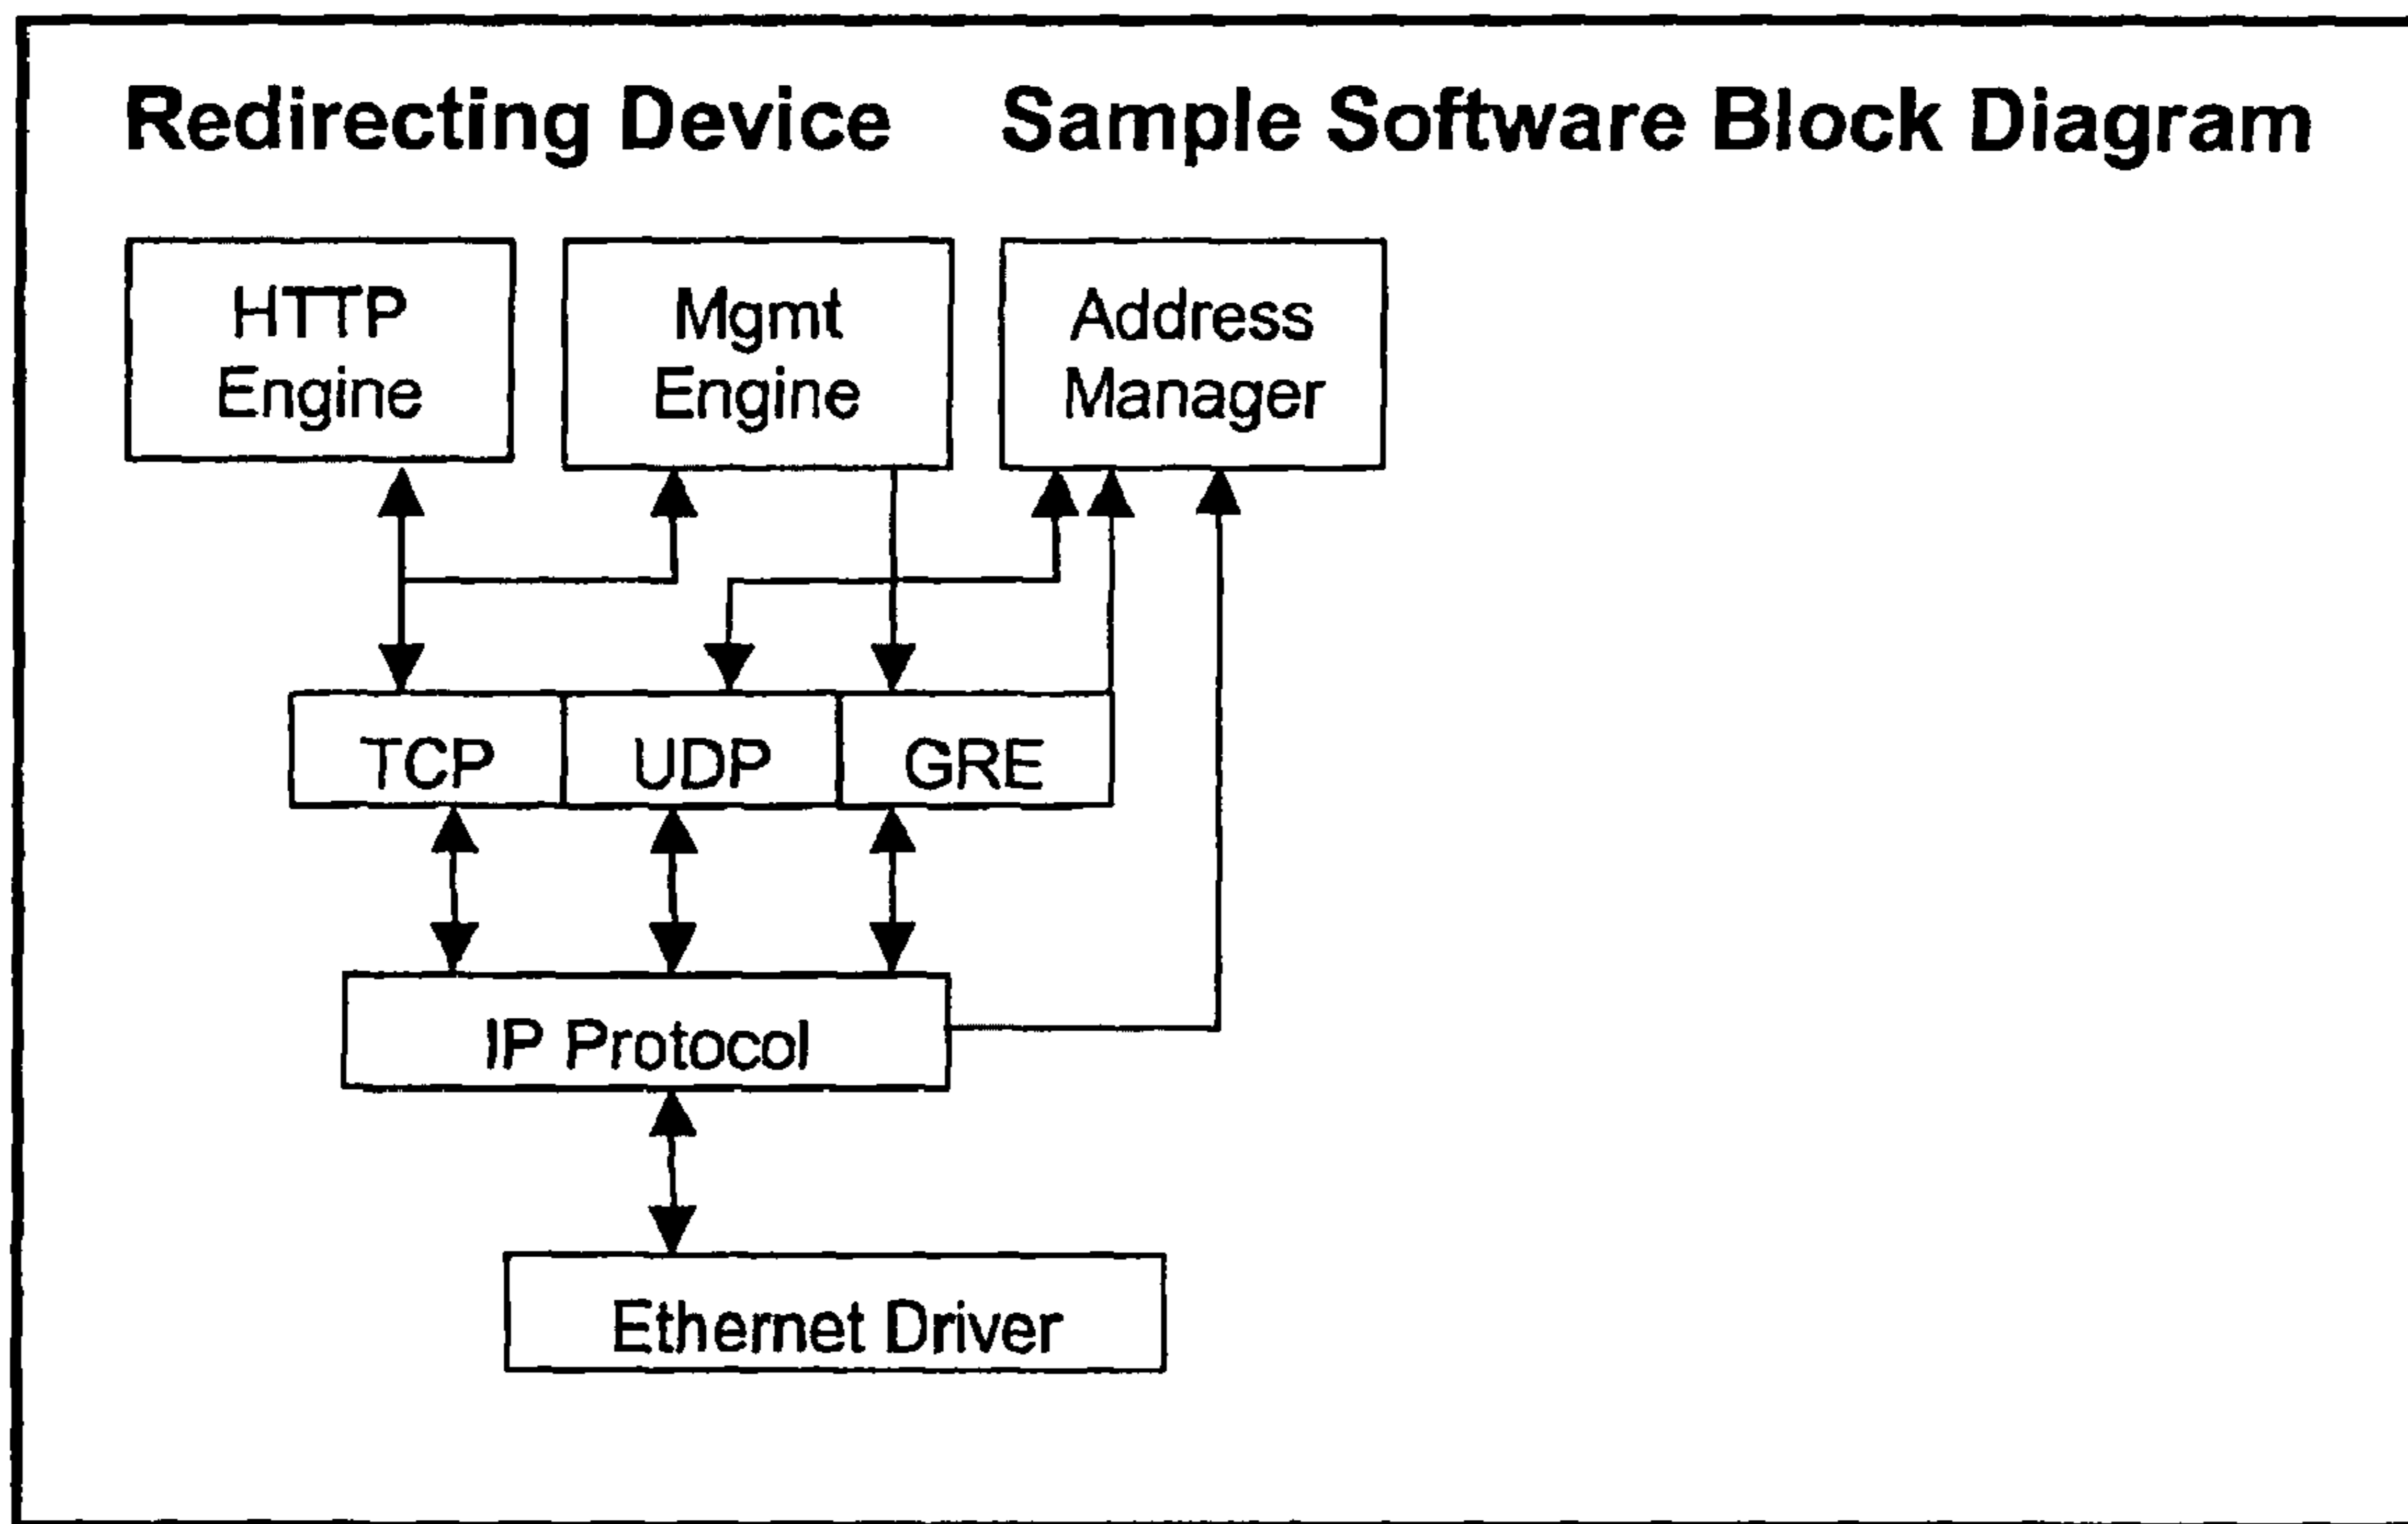 Redirecting Device Sample Software Block Diagram
HTTP
Engine
Mgmt
Engine
Address
Manager
TCP
UDP
GRE
IP Protocol
Ethernet Driver